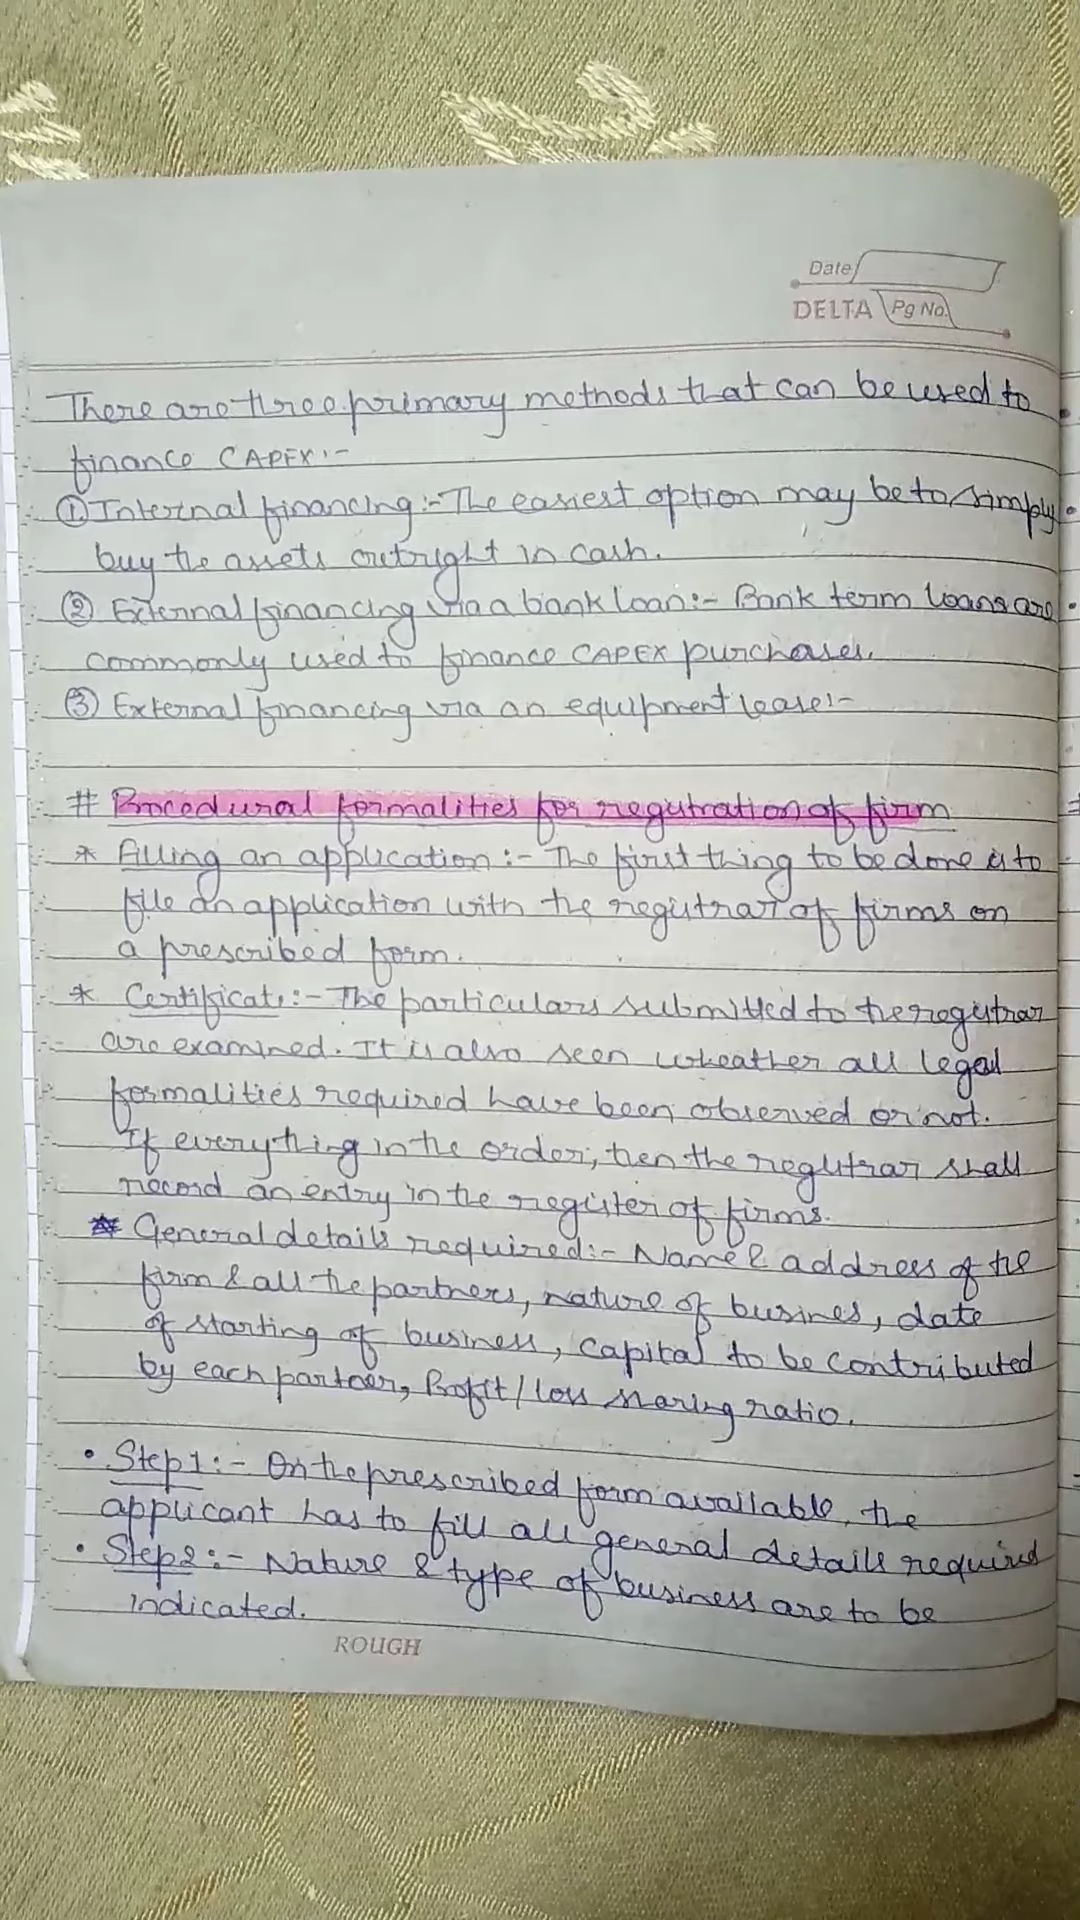 Date
DELTA Pg No.
There are three primary methods that can be used to
finance CAPEX:-
① Internal financing:- The easiest option may be to simply
buy the assets outright in cash.
② External financing via a bank loan:- Bank term loans are
commonly used to finance CAPEX purchases.
③ External financing via an equipment lease:-
# Procedural formalities for registration of firm
* Filling an application:- The first thing to be done is to
file an application with the registrar of firms on
a prescribed form.
* Certificate:- The particulars submitted to the registrar
are examined. It is also seen wheather all legal
formalities required have been observed or not.
If everything in the order, then the registrar shall
record an entry in the register of firms.
* General details required:- Name & address of the
firm & all the partners, nature of busines, date
of starting of business, capital to be contributed
by each partner, Profit/loss sharing ratio.
• Step1:- On the prescribed form available, the
applicant has to fill all general details required
• Step2:- Nature & type of business are to be
indicated.
ROUGH